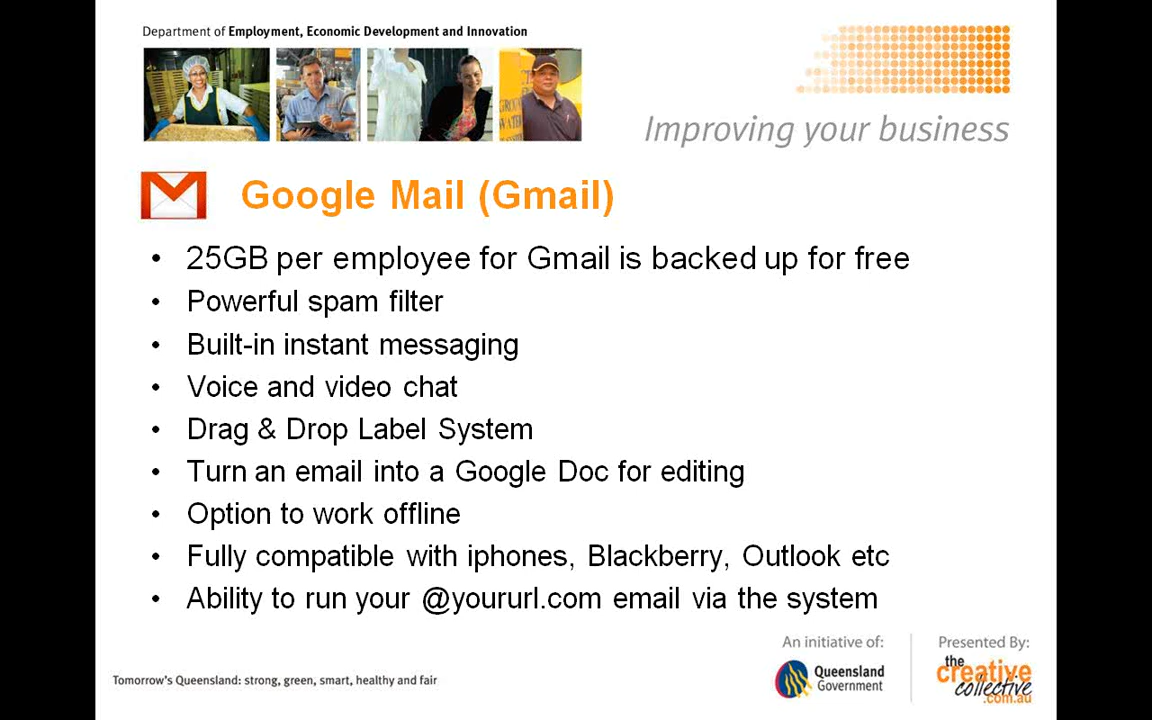 Department of Employment, Economic Development and Innovation
Improving your business
Google Mail (Gmail)
• 25GB per employee for Gmail is backed up for free
• Powerful spam filter
• Built-in instant messaging
• Voice and video chat
• Drag & Drop Label System
• Turn an email into a Google Doc for editing
• Option to work offline
• Fully compatible with iphones, Blackberry, Outlook etc
• Ability to run your @yoururl.com email via the system
An initiative of:
Queensland
Government
Presented By:
the
creative
collective
.com.au
Tomorrow's Queensland: strong, green, smart, healthy and fair